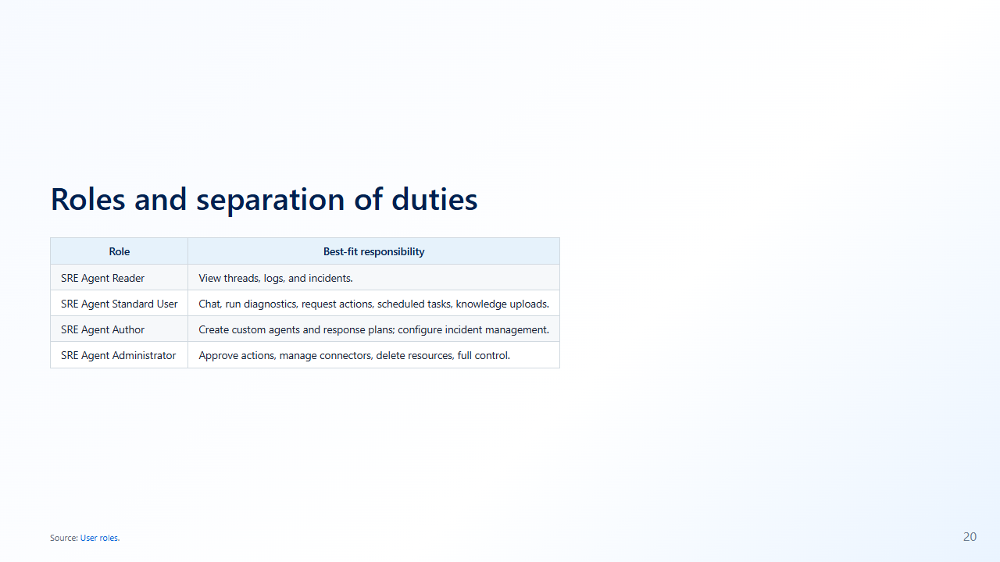 Roles and separation of duties
Role Best-fit responsibility
SRE Agent Reader View threads, logs, and incidents.
SRE Agent Standard User Chat, run diagnostics, request actions, scheduled tasks, knowledge uploads.
SRE Agent Author Create custom agents and response plans; configure incident management.
SRE Agent Administrator Approve actions, manage connectors, delete resources, full control.
Source: User roles.
20